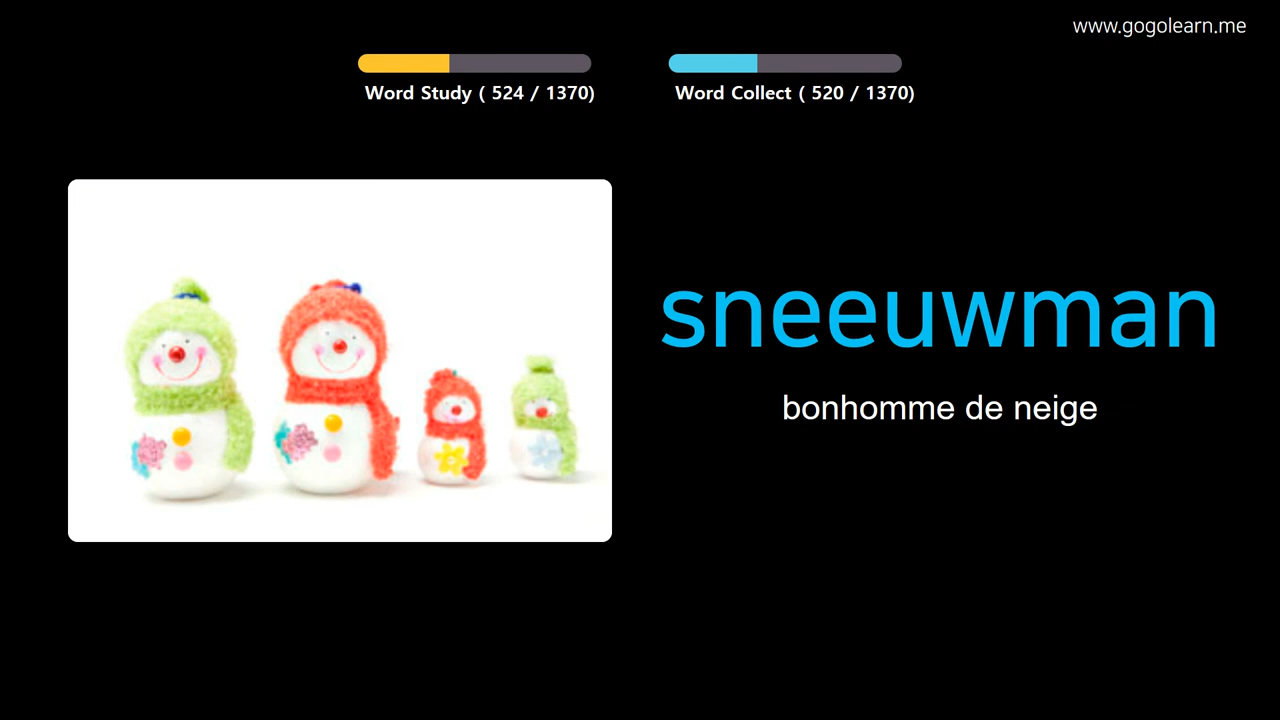 www.gogolearn.me
Word Study ( 524 / 1370)
Word Collect ( 520 / 1370)
sneeuwman
bonhomme de neige